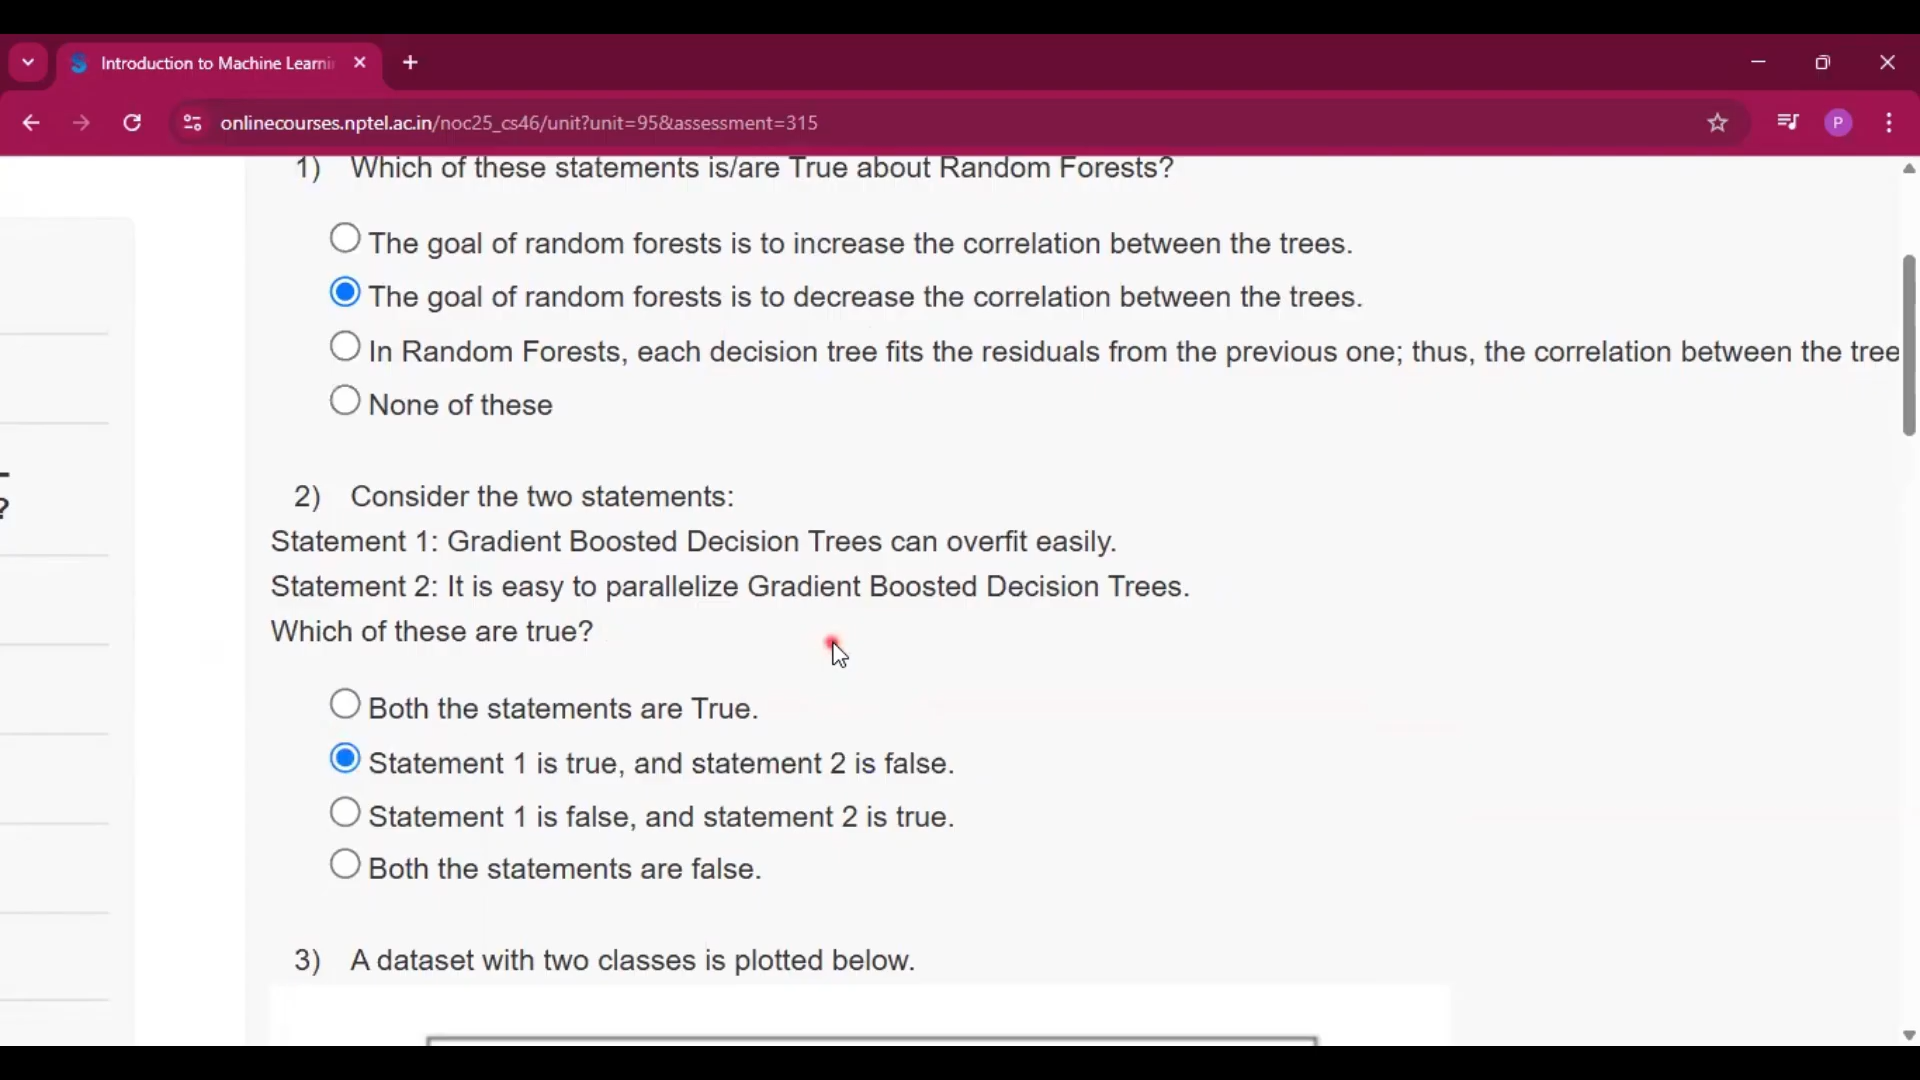 Introduction to Machine Learni
onlinecourses.nptel.ac.in/noc25_cs46/unit?unit=95&assessment=315
P
1) Which of these statements is/are True about Random Forests?
The goal of random forests is to increase the correlation between the trees.
The goal of random forests is to decrease the correlation between the trees.
In Random Forests, each decision tree fits the residuals from the previous one; thus, the correlation between the tree
None of these
?
2) Consider the two statements:
Statement 1: Gradient Boosted Decision Trees can overfit easily.
Statement 2: It is easy to parallelize Gradient Boosted Decision Trees.
Which of these are true?
Both the statements are True.
Statement 1 is true, and statement 2 is false.
Statement 1 is false, and statement 2 is true.
Both the statements are false.
3) A dataset with two classes is plotted below.